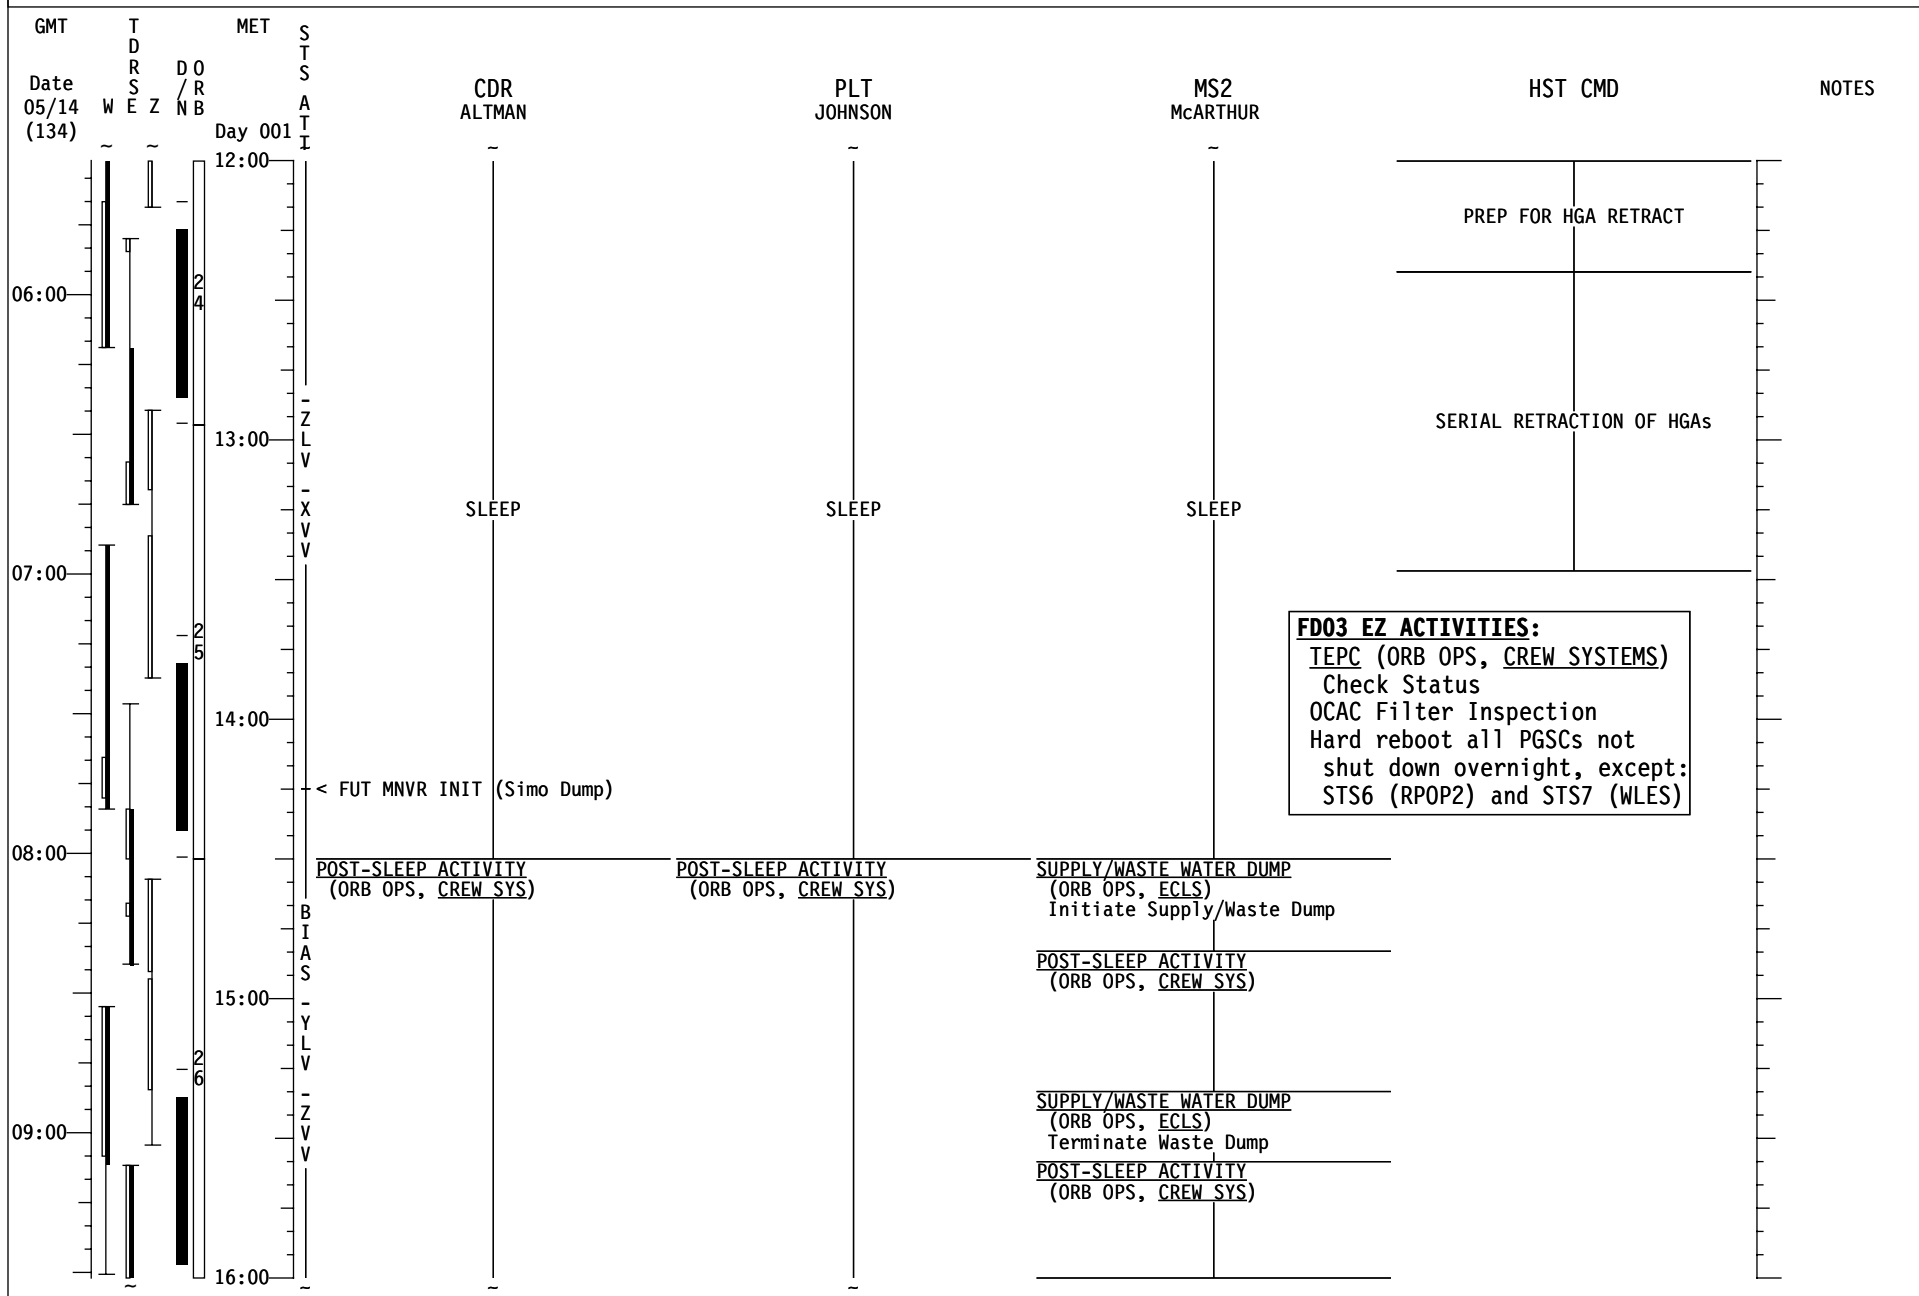 GMT
TDRS
MET
STS ATT
Date
05/14
(134)
W E Z
D/N
ORB
Day 001
CDR
ALTMAN
PLT
JOHNSON
MS2
McARTHUR
HST CMD
NOTES
~ ~ ~ ~ ~ ~
12:00
PREP FOR HGA RETRACT
24
06:00
-ZLV -XVV
SERIAL RETRACTION OF HGAs
13:00
SLEEP SLEEP SLEEP
07:00
25
FD03 EZ ACTIVITIES:
TEPC (ORB OPS, CREW SYSTEMS)
Check Status
OCAC Filter Inspection
Hard reboot all PGSCs not
shut down overnight, except:
STS6 (RPOP2) and STS7 (WLES)
14:00
< FUT MNVR INIT (Simo Dump)
08:00
POST-SLEEP ACTIVITY
(ORB OPS, CREW SYS)
POST-SLEEP ACTIVITY
(ORB OPS, CREW SYS)
SUPPLY/WASTE WATER DUMP
(ORB OPS, ECLS)
Initiate Supply/Waste Dump
BIAS -YLV -ZVV
POST-SLEEP ACTIVITY
(ORB OPS, CREW SYS)
15:00
26
SUPPLY/WASTE WATER DUMP
(ORB OPS, ECLS)
Terminate Waste Dump
09:00
POST-SLEEP ACTIVITY
(ORB OPS, CREW SYS)
16:00
~ ~ ~ ~